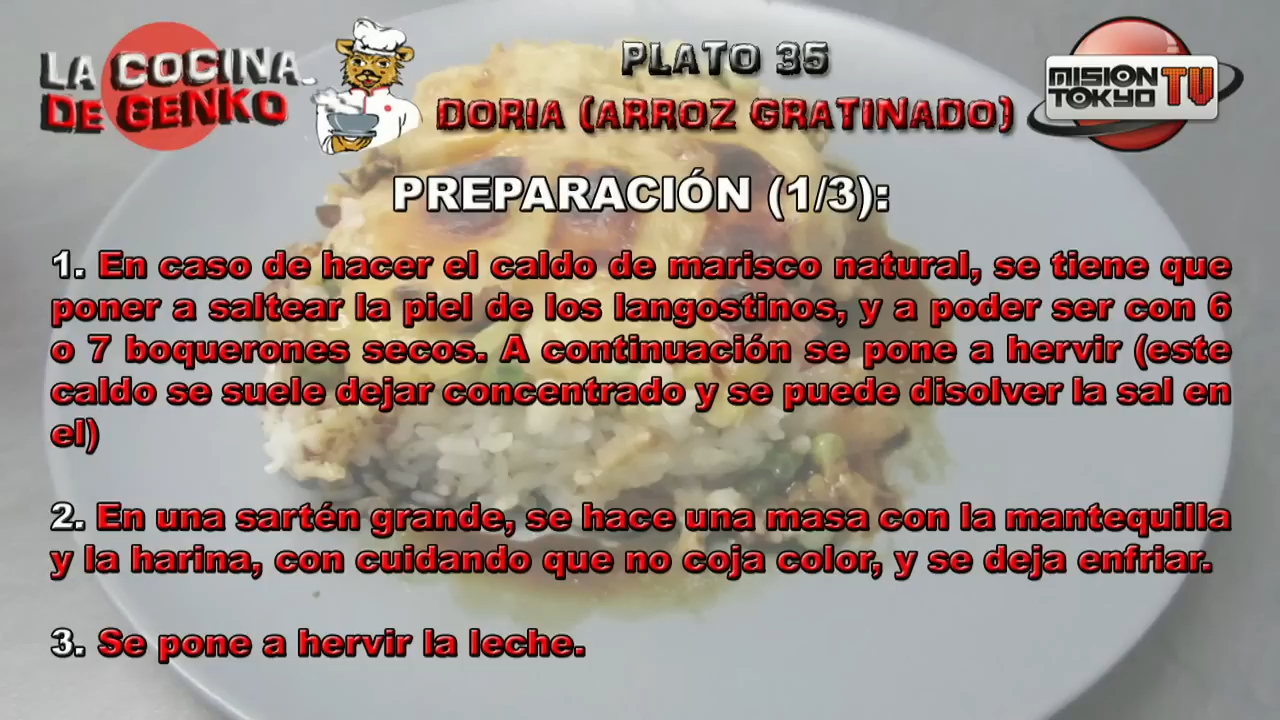 LA COCINA
DE GENKO
PLATO 35
DORIA (ARROZ GRATINADO)
MISION
TOKYO TV
PREPARACIÓN (1/3):
1. En caso de hacer el caldo de marisco natural, se tiene que
poner a saltear la piel de los langostinos, y a poder ser con 6
o 7 boquerones secos. A continuación se pone a hervir (este
caldo se suele dejar concentrado y se puede disolver la sal en
el)
2. En una sartén grande, se hace una masa con la mantequilla
y la harina, con cuidando que no coja color, y se deja enfriar.
3. Se pone a hervir la leche.